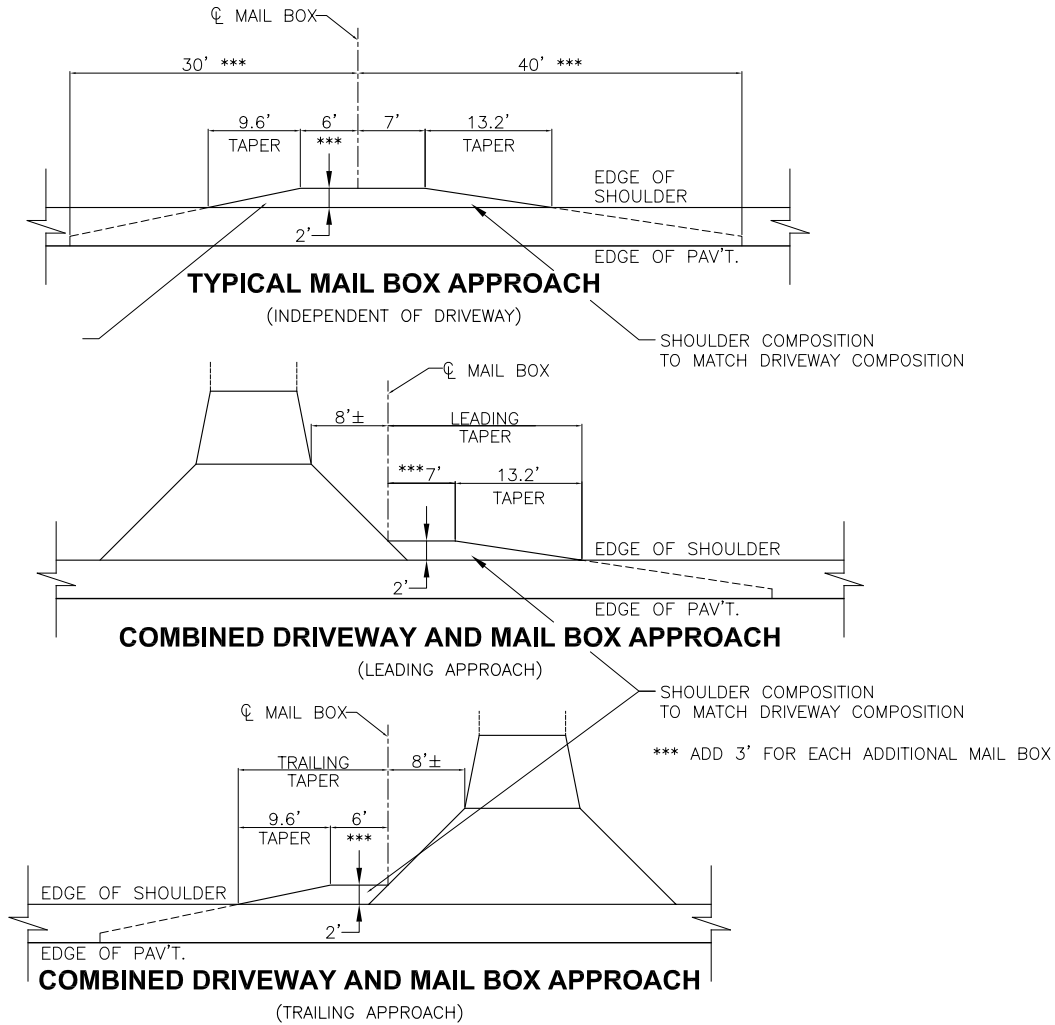 ℄ MAIL BOX
30' ***
40' ***
9.6'
TAPER
6'
***
7'
13.2'
TAPER
EDGE OF
SHOULDER
2'
EDGE OF PAV'T.
TYPICAL MAIL BOX APPROACH
(INDEPENDENT OF DRIVEWAY)
SHOULDER COMPOSITION
TO MATCH DRIVEWAY COMPOSITION
℄ MAIL BOX
8'±
LEADING
TAPER
***7'
13.2'
TAPER
EDGE OF SHOULDER
2'
EDGE OF PAV'T.
COMBINED DRIVEWAY AND MAIL BOX APPROACH
(LEADING APPROACH)
SHOULDER COMPOSITION
TO MATCH DRIVEWAY COMPOSITION
*** ADD 3' FOR EACH ADDITIONAL MAIL BOX
℄ MAIL BOX
TRAILING
TAPER
8'±
9.6'
TAPER
6'
***
EDGE OF SHOULDER
2'
EDGE OF PAV'T.
COMBINED DRIVEWAY AND MAIL BOX APPROACH
(TRAILING APPROACH)